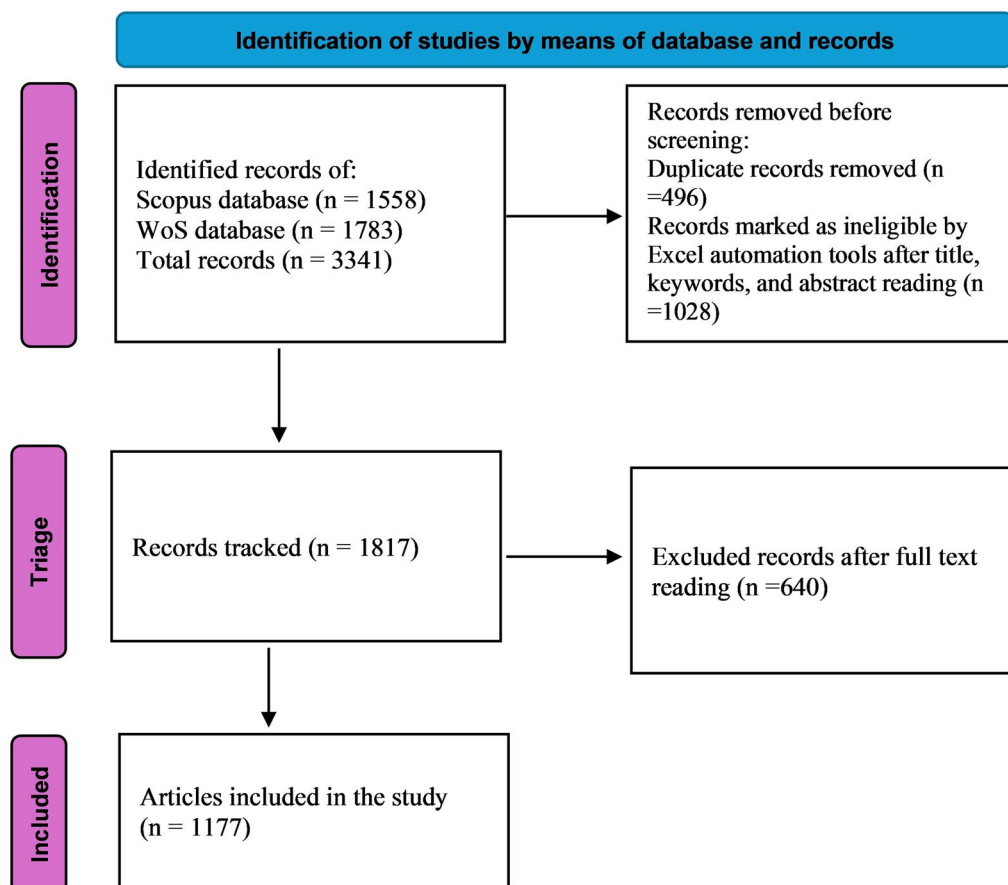 Identification of studies by means of database and records
Identification
Identified records of:
Scopus database (n = 1558)
WoS database (n = 1783)
Total records (n = 3341)
Records removed before
screening:
Duplicate records removed (n
=496)
Records marked as ineligible by
Excel automation tools after title,
keywords, and abstract reading (n
=1028)
Triage
Records tracked (n = 1817)
Excluded records after full text
reading (n =640)
Included
Articles included in the study
(n = 1177)